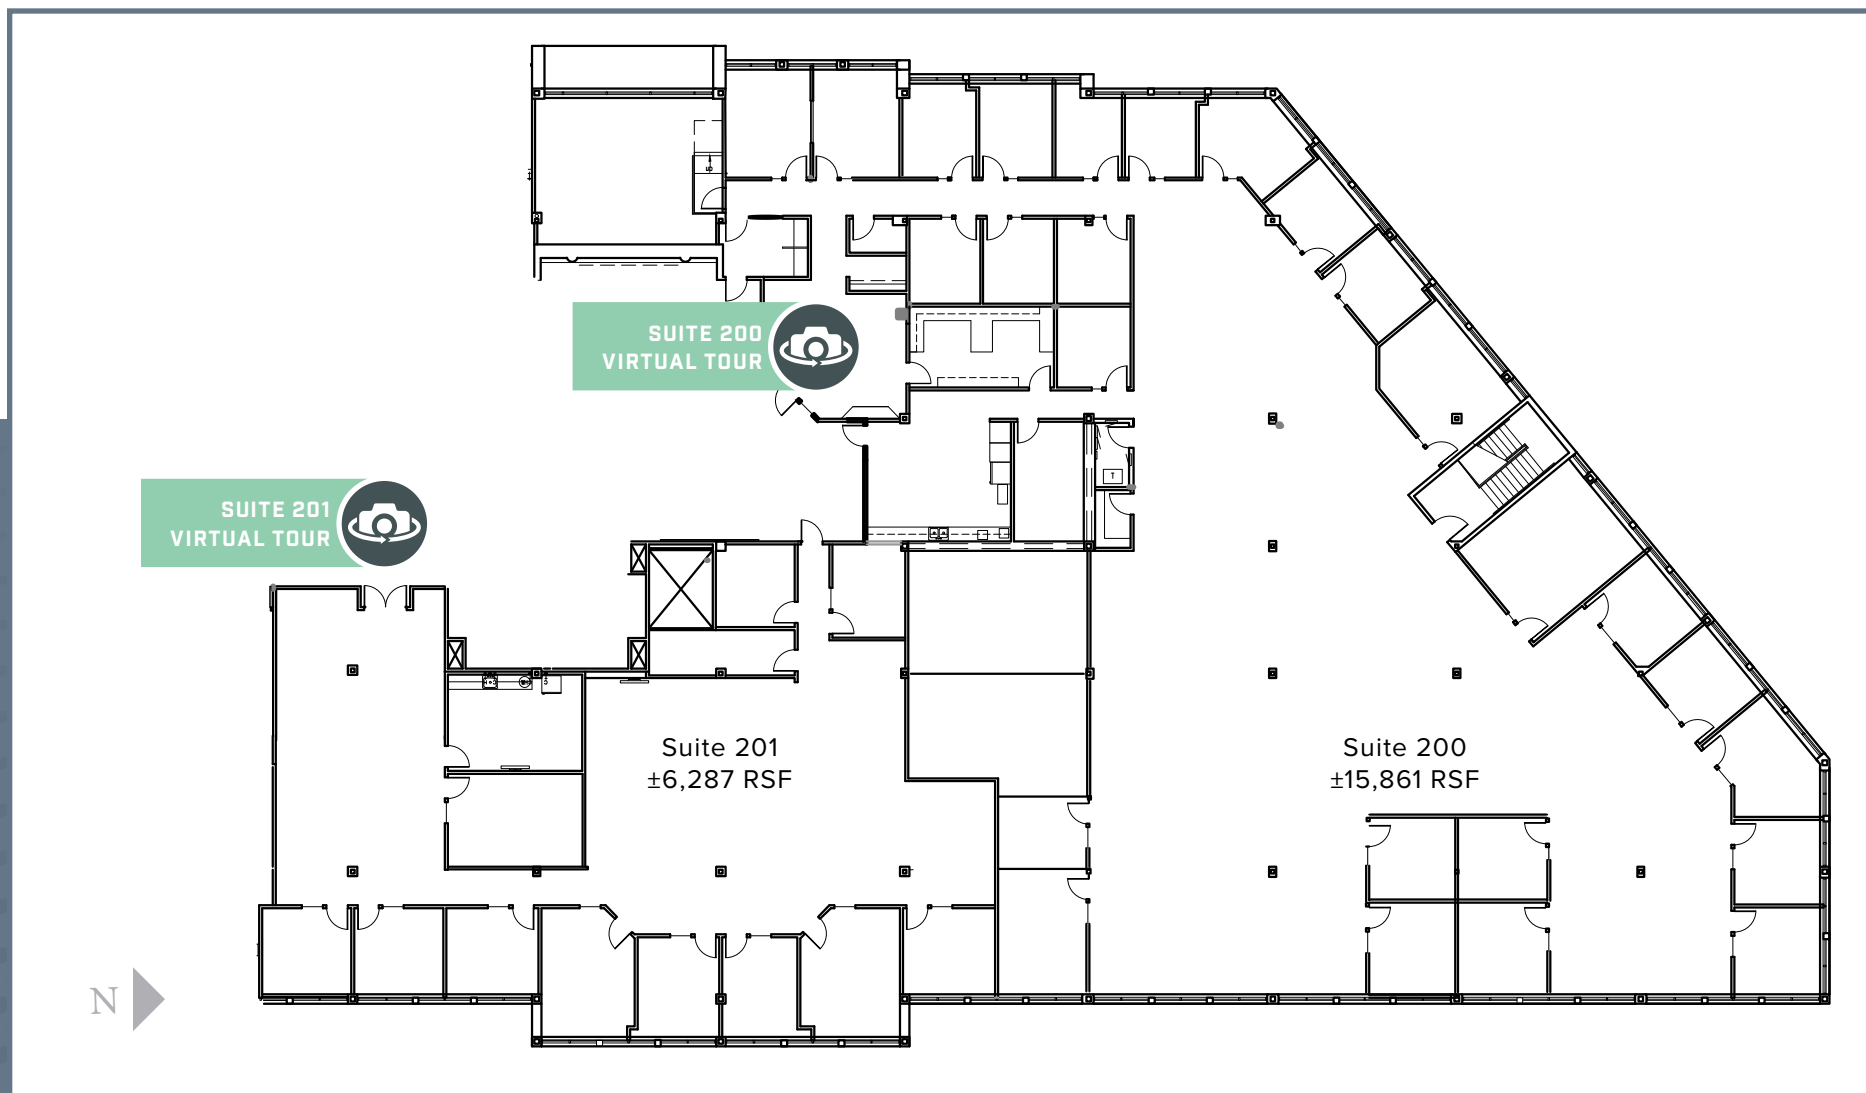 SUITE 200
VIRTUAL TOUR
SUITE 201
VIRTUAL TOUR
Suite 201
±6,287 RSF
Suite 200
±15,861 RSF
N